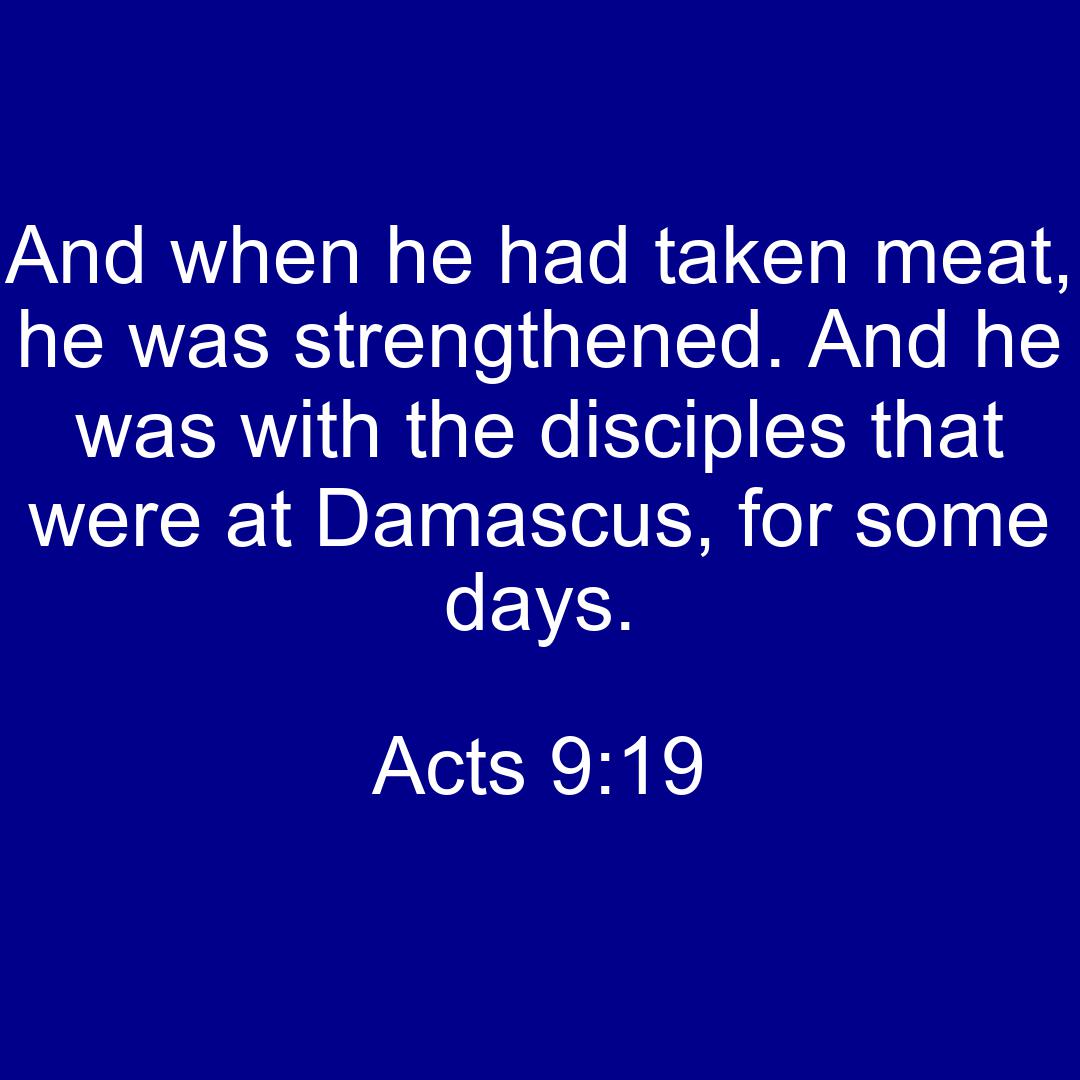 And when he had taken meat,
he was strengthened. And he
was with the disciples that
were at Damascus, for some
days.
Acts 9:19